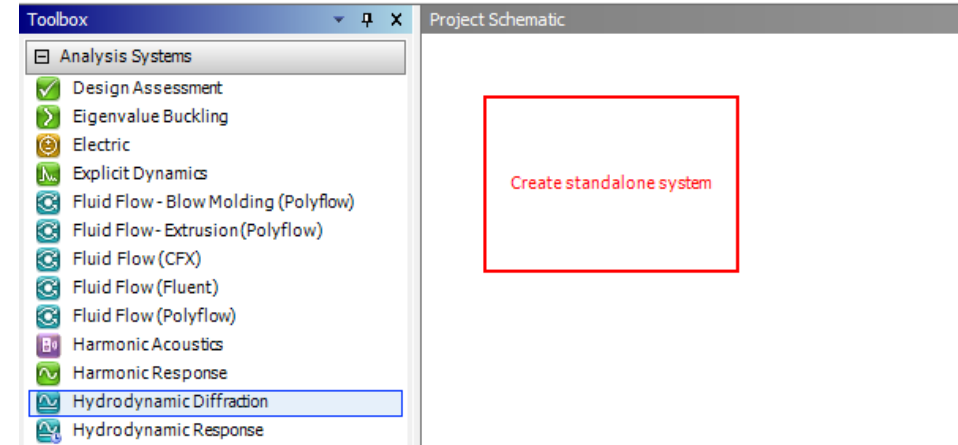 Toolbox
Project Schematic
Analysis Systems
Design Assessment
Eigenvalue Buckling
Electric
Explicit Dynamics
Fluid Flow - Blow Molding (Polyflow)
Fluid Flow - Extrusion (Polyflow)
Fluid Flow (CFX)
Fluid Flow (Fluent)
Fluid Flow (Polyflow)
Harmonic Acoustics
Harmonic Response
Hydrodynamic Diffraction
Hydrodynamic Response
Create standalone system